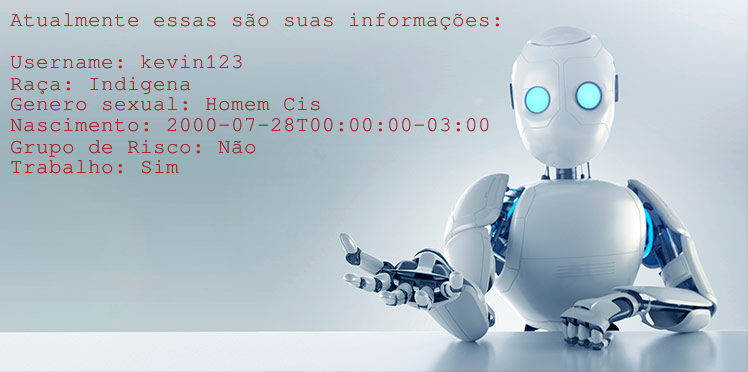 Atualmente essas são suas informações:
Username: kevin123
Raça: Indigena
Genero sexual: Homem Cis
Nascimento: 2000-07-28T00:00:00-03:00
Grupo de Risco: Não
Trabalho: Sim